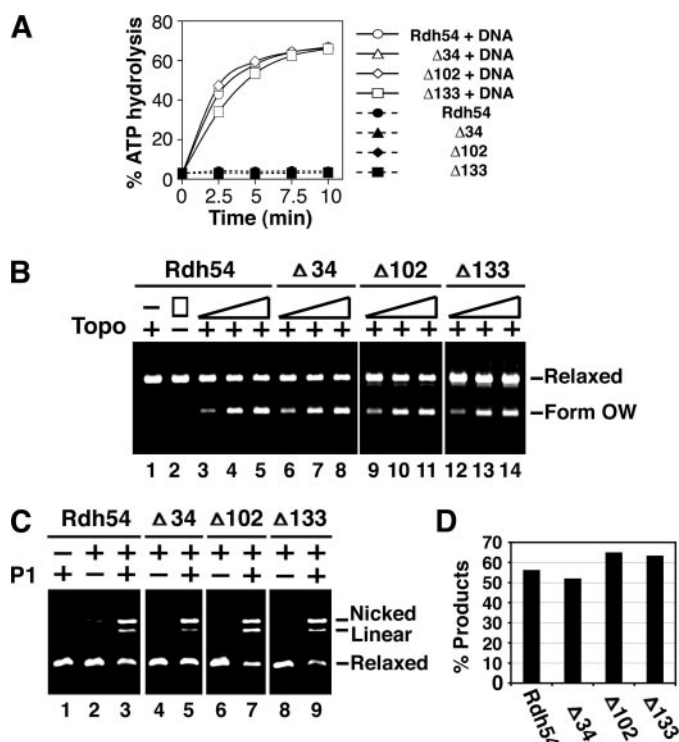 A
% ATP hydrolysis
80
60
40
20
0
0 2.5 5 7.5 10
Time (min)
Rdh54 + DNA
Δ34 + DNA
Δ102 + DNA
Δ133 + DNA
Rdh54
Δ34
Δ102
Δ133
B
Rdh54 Δ34 Δ102 Δ133
−
Topo + − + + + + + + + + + + + +
Relaxed
Form OW
1 2 3 4 5 6 7 8 9 10 11 12 13 14
C
Rdh54 Δ34 Δ102 Δ133
− + + + + + + + +
P1 + − + − + − + − +
Nicked
Linear
Relaxed
1 2 3 4 5 6 7 8 9
D
% Products
70
60
50
40
30
20
10
0
Rdh54 Δ34 Δ102 Δ133